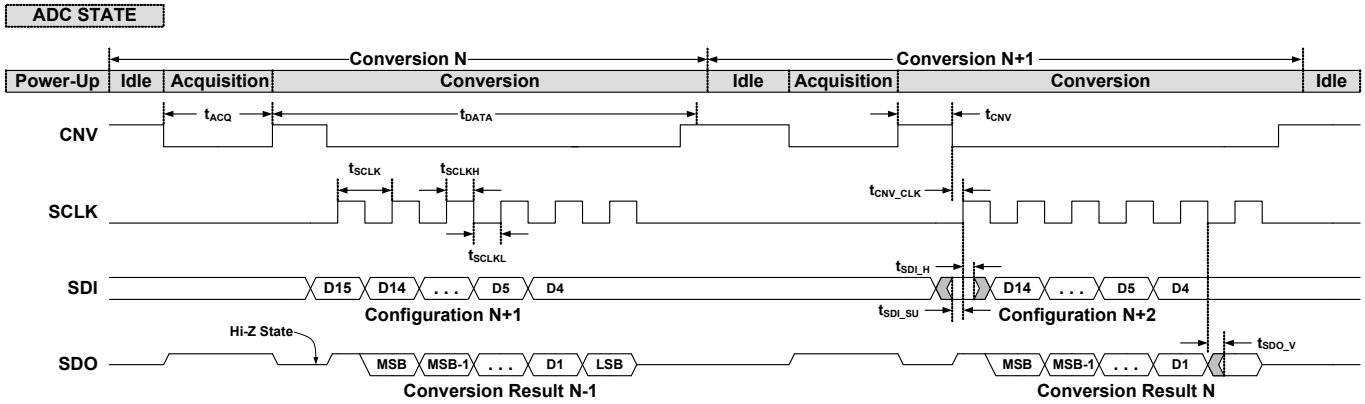 ADC STATE
Conversion N Conversion N+1
Power-Up Idle Acquisition Conversion Idle Acquisition Conversion Idle
CNV tACQ tDATA tCNV
tSCLK tSCLKH tCNV_CLK
SCLK
tSCLKL
tSDI_H
SDI D15 D14 . . . D5 D4 D14 . . . D5 D4
Configuration N+1 tSDI_SU Configuration N+2
Hi-Z State tSDO_V
SDO MSB MSB-1 . . . D1 LSB MSB MSB-1 . . . D1
Conversion Result N-1 Conversion Result N